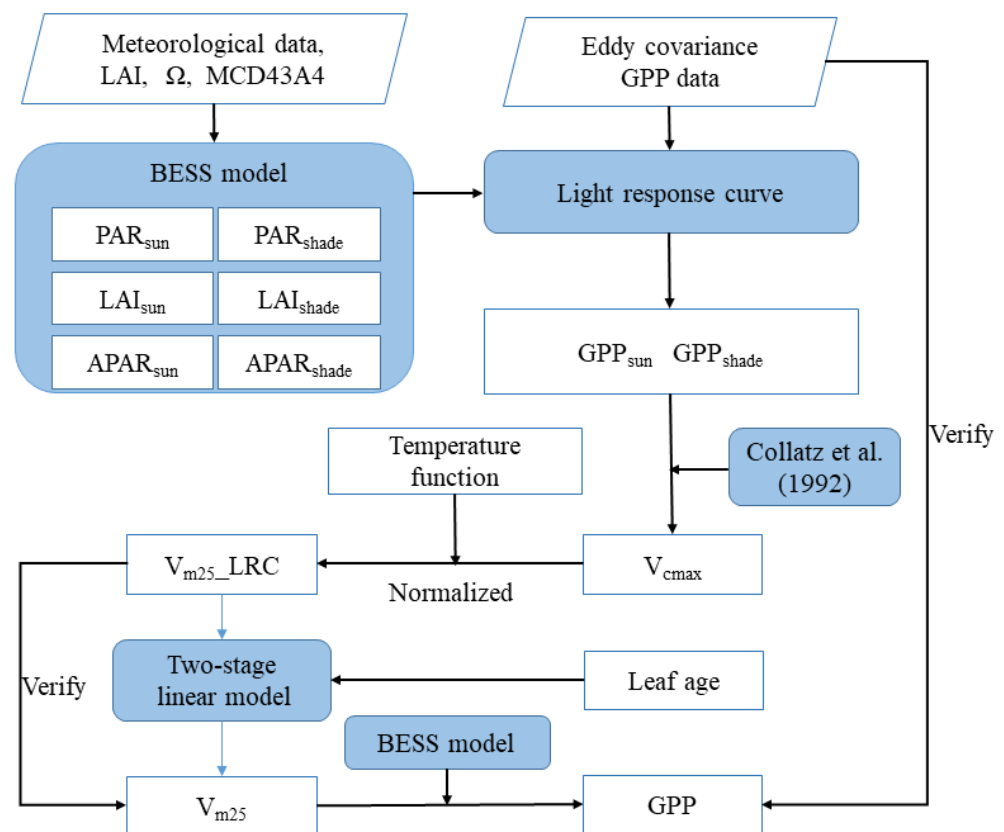 Meteorological data,
LAI, Ω, MCD43A4
Eddy covariance
GPP data
BESS model
PARsun
PARshade
LAIsun
LAIshade
APARsun
APARshade
Light response curve
GPPsun GPPshade
Verify
Temperature
function
Collatz et al.
(1992)
Vm25_LRC
Normalized
Vcmax
Verify
Two-stage
linear model
Leaf age
BESS model
Vm25
GPP